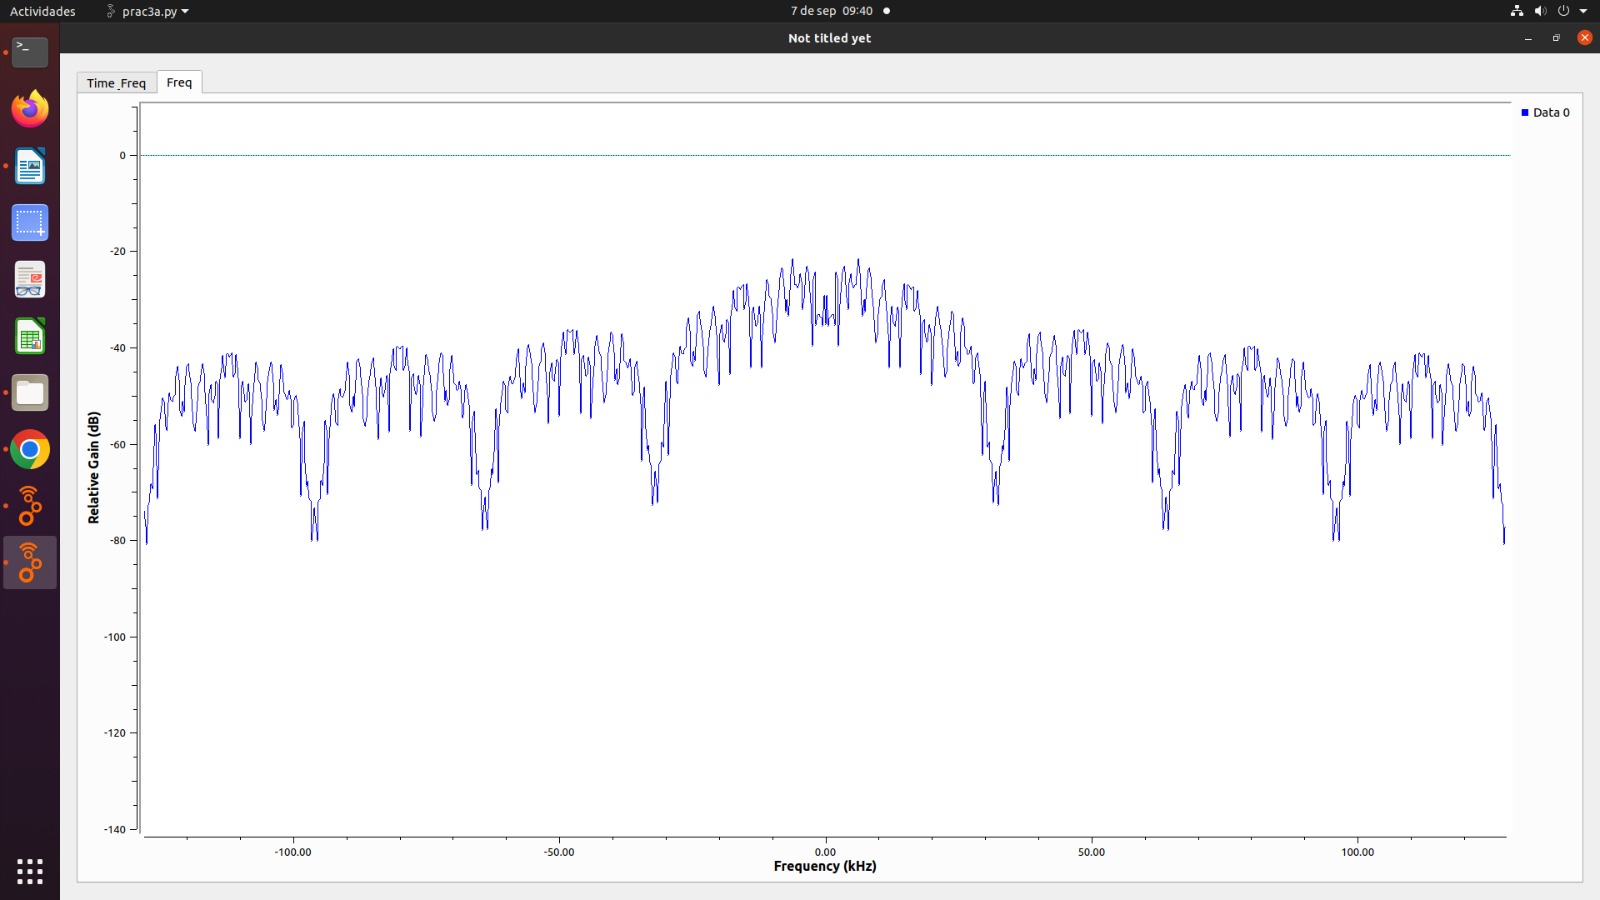 Actividades prac3a.py 7 de sep 09:40
Not titled yet
Time_Freq Freq
Data 0
0
-20
-40
-60
-80
-100
-120
-140
Relative Gain (dB)
-100.00 -50.00 0.00 50.00 100.00
Frequency (kHz)